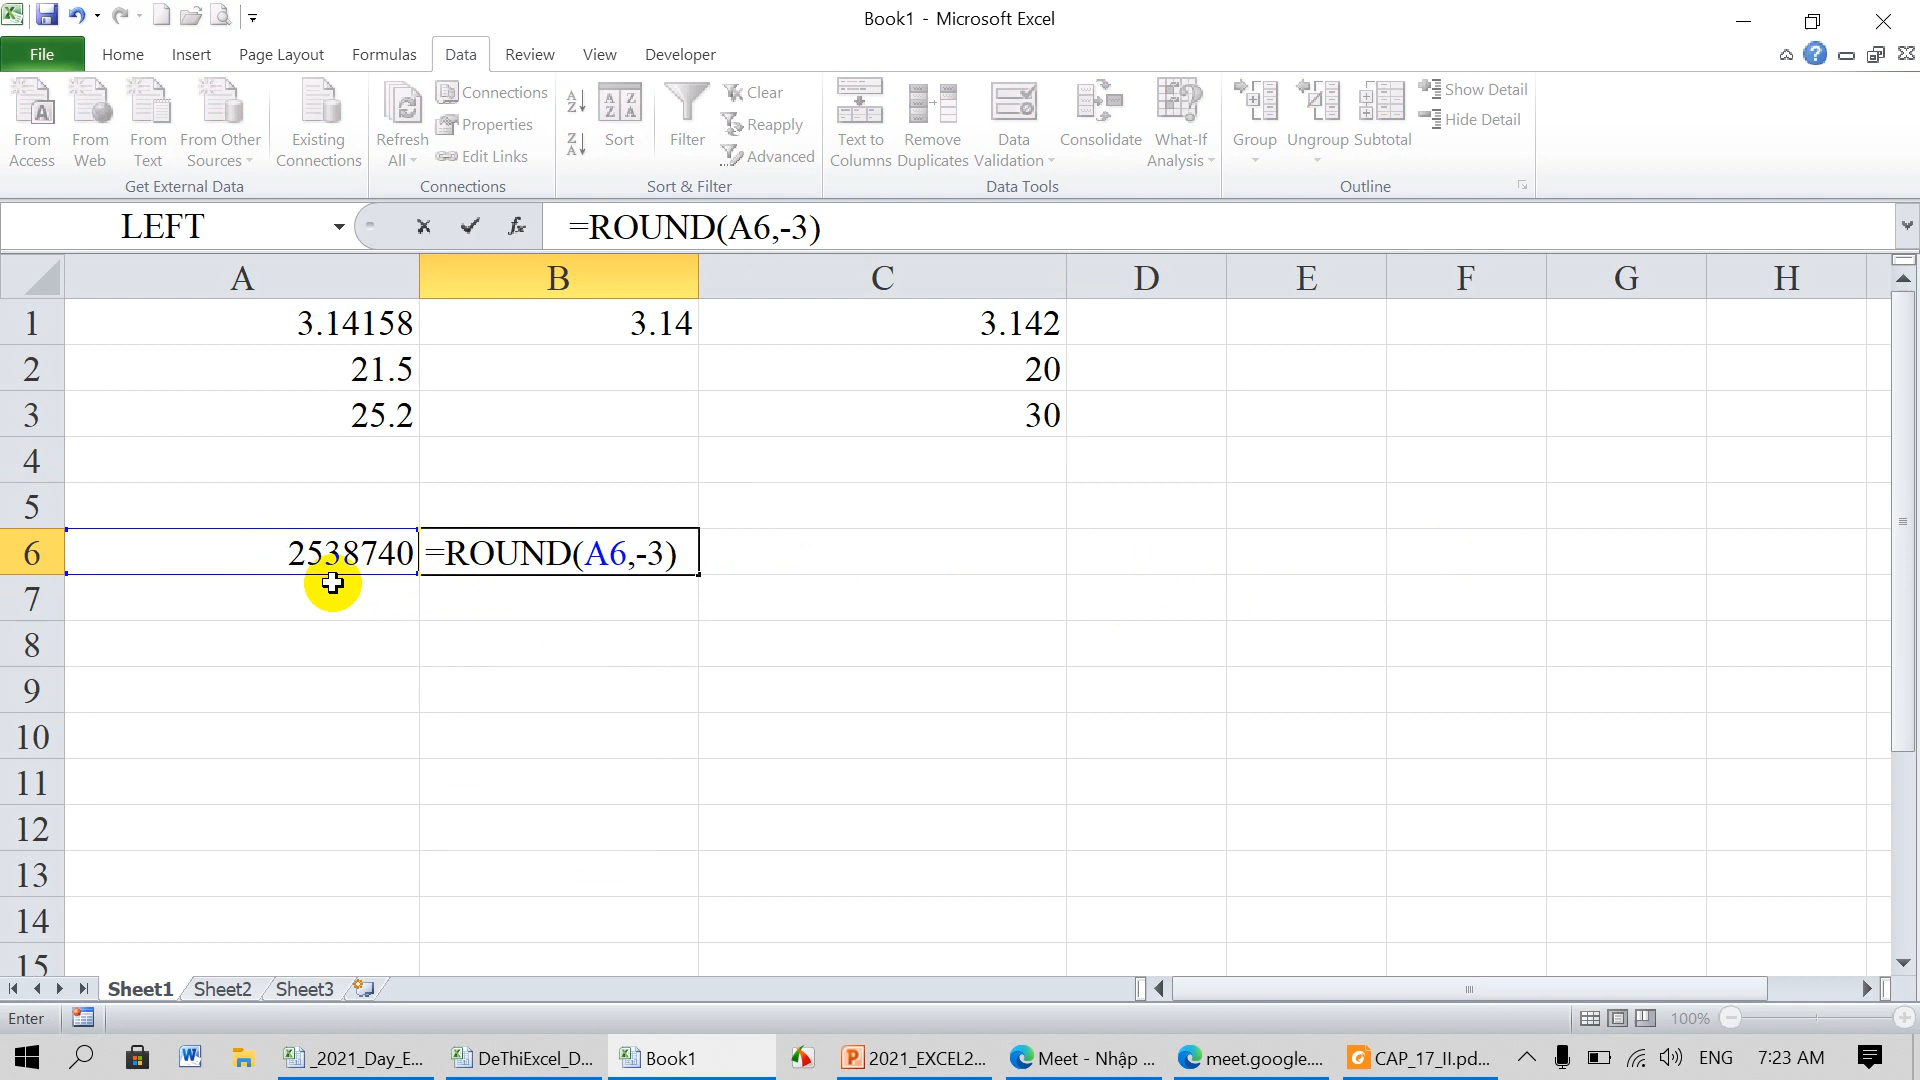 Book1 - Microsoft Excel
File Home Insert Page Layout Formulas Data Review View Developer
From Access
From Web
From Text
From Other Sources
Existing Connections
Get External Data
Refresh All
Connections
Properties
Edit Links
Connections
Sort
Filter
Clear
Reapply
Advanced
Sort & Filter
Text to Columns
Remove Duplicates
Data Validation
Consolidate
What-If Analysis
Data Tools
Group
Ungroup
Subtotal
Show Detail
Hide Detail
Outline
LEFT fx =ROUND(A6,-3)
A B C D E F G H
1 3.14158 3.14 3.142
2 21.5 20
3 25.2 30
4
5
6 2538740 =ROUND(A6,-3)
7
8
9
10
11
12
13
14
15
Sheet1 Sheet2 Sheet3
Enter 100%
_2021_Day_E... DeThiExcel_D... Book1 2021_EXCEL2... Meet - Nhập ... meet.google.... CAP_17_II.pd... ENG 7:23 AM